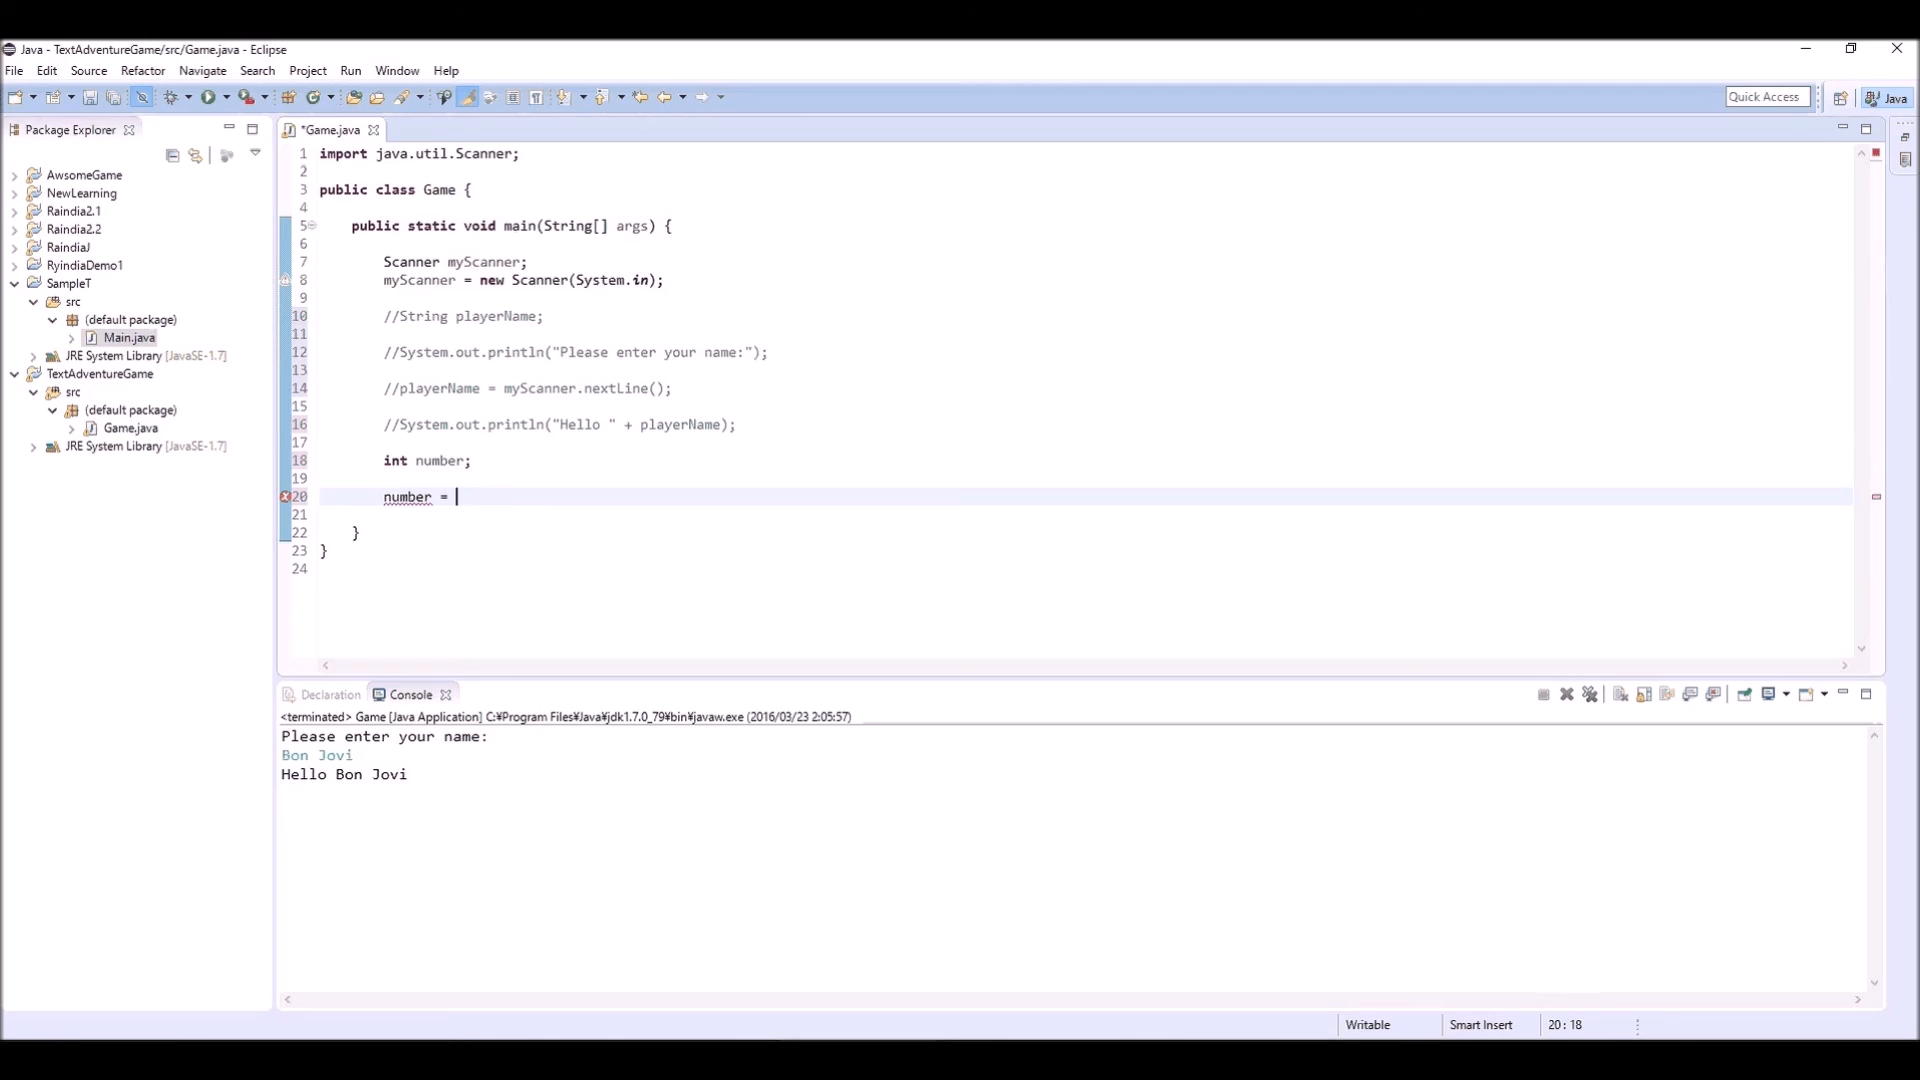 Java - TextAdventureGame/src/Game.java - Eclipse
File Edit Source Refactor Navigate Search Project Run Window Help
Quick Access
Java
Package Explorer
AwsomeGame
NewLearning
Raindia2.1
Raindia2.2
RaindiaJ
RyindiaDemo1
SampleT
src
(default package)
Main.java
JRE System Library [JavaSE-1.7]
TextAdventureGame
src
(default package)
Game.java
JRE System Library [JavaSE-1.7]
*Game.java
1 import java.util.Scanner;
2
3 public class Game {
4
5 public static void main(String[] args) {
6
7 Scanner myScanner;
8 myScanner = new Scanner(System.in);
9
10 //String playerName;
11
12 //System.out.println("Please enter your name:");
13
14 //playerName = myScanner.nextLine();
15
16 //System.out.println("Hello " + playerName);
17
18 int number;
19
20 number =
21
22 }
23 }
24
Declaration Console
<terminated> Game [Java Application] C:¥Program Files¥Java¥jdk1.7.0_79¥bin¥javaw.exe (2016/03/23 2:05:57)
Please enter your name:
Bon Jovi
Hello Bon Jovi
Writable Smart Insert 20 : 18